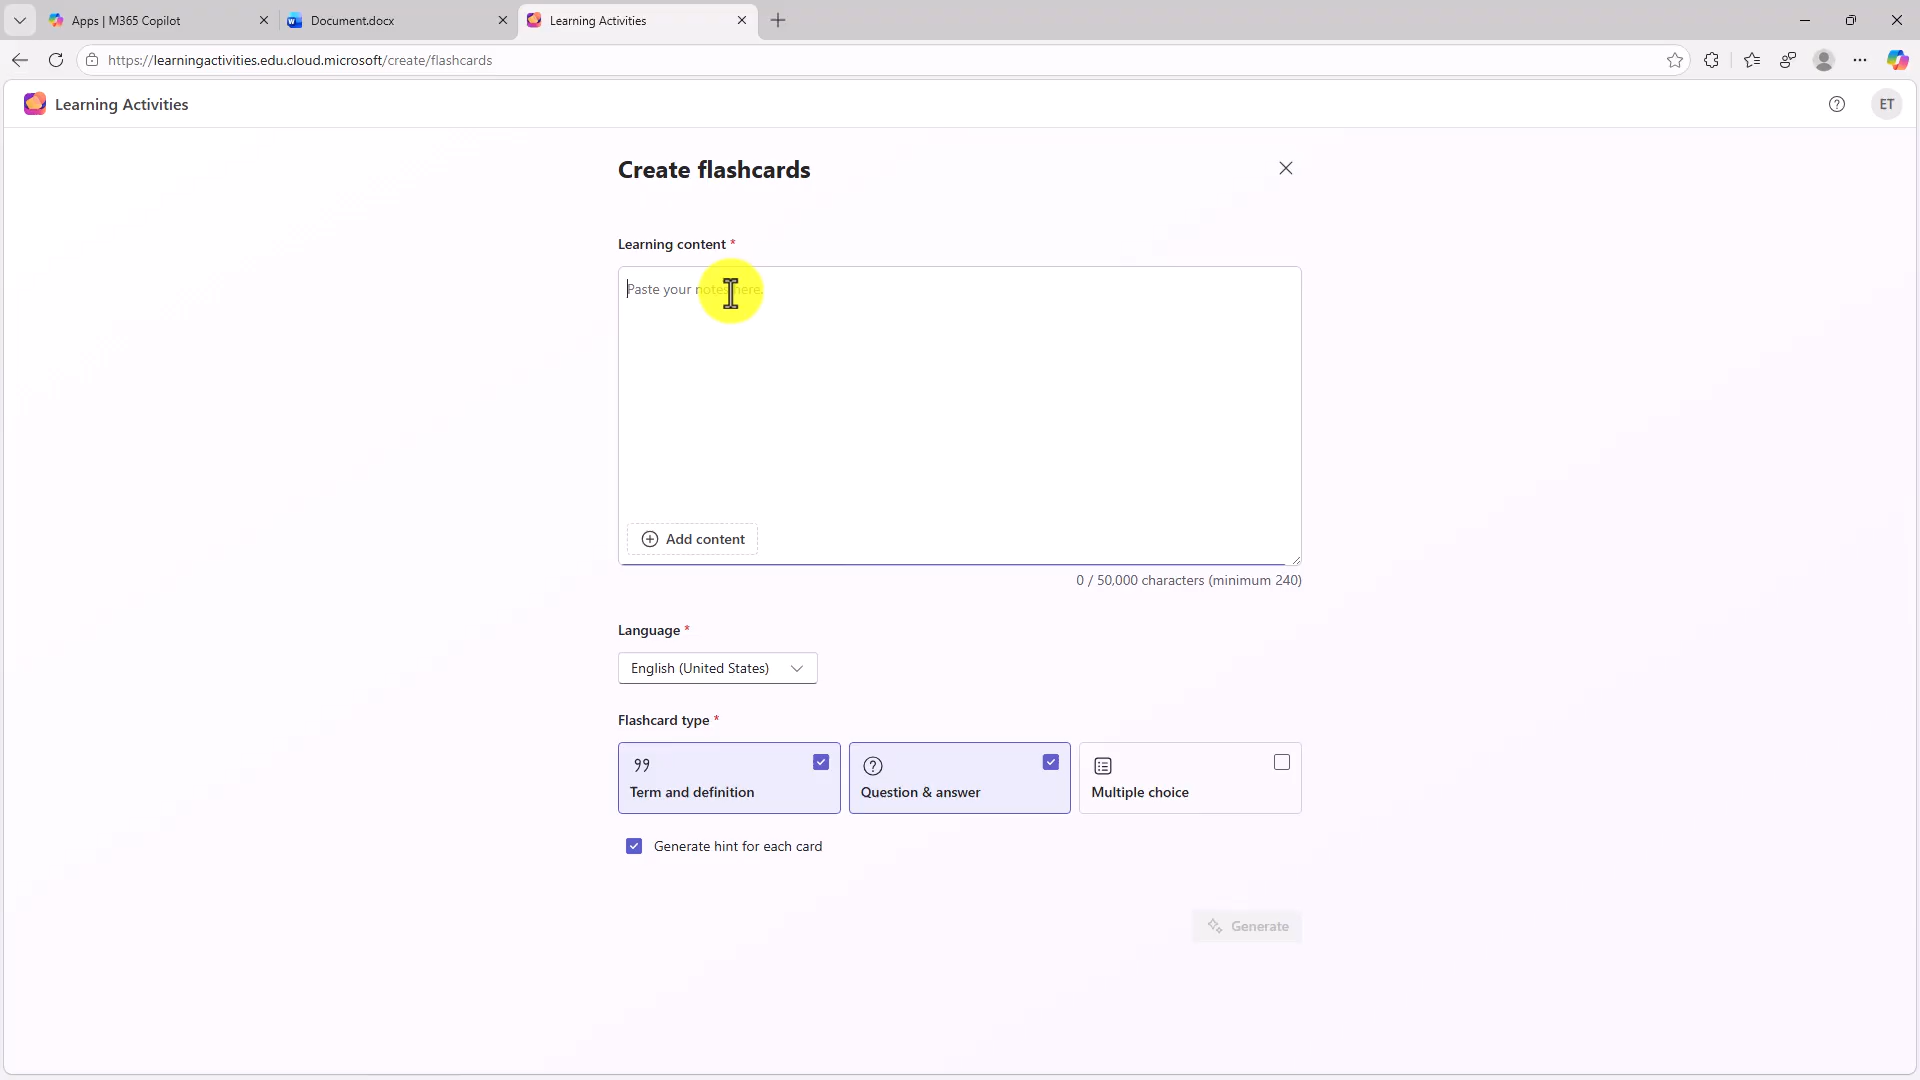 Apps | M365 Copilot
Document.docx
Learning Activities
https://learningactivities.edu.cloud.microsoft/create/flashcards
Learning Activities
ET
Create flashcards
Learning content *
Paste your notes here.
Add content
0 / 50,000 characters (minimum 240)
Language *
English (United States)
Flashcard type *
Term and definition
Question & answer
Multiple choice
Generate hint for each card
Generate